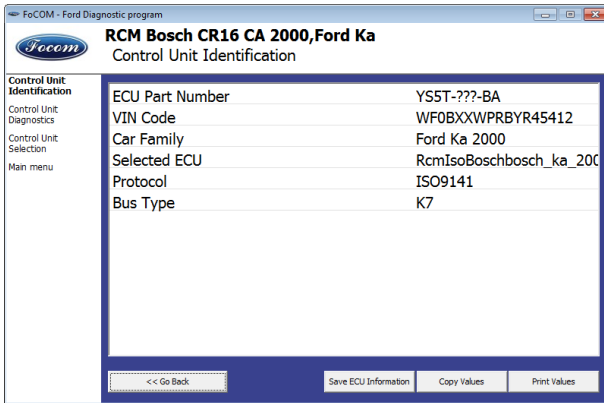 FoCOM - Ford Diagnostic program
Focom
RCM Bosch CR16 CA 2000,Ford Ka
Control Unit Identification
Control Unit
Identification
Control Unit
Diagnostics
Control Unit
Selection
Main menu
ECU Part Number YS5T-???-BA
VIN Code WF0BXXWPRBYR45412
Car Family Ford Ka 2000
Selected ECU RcmIsoBoschbosch_ka_200
Protocol ISO9141
Bus Type K7
<< Go Back Save ECU Information Copy Values Print Values